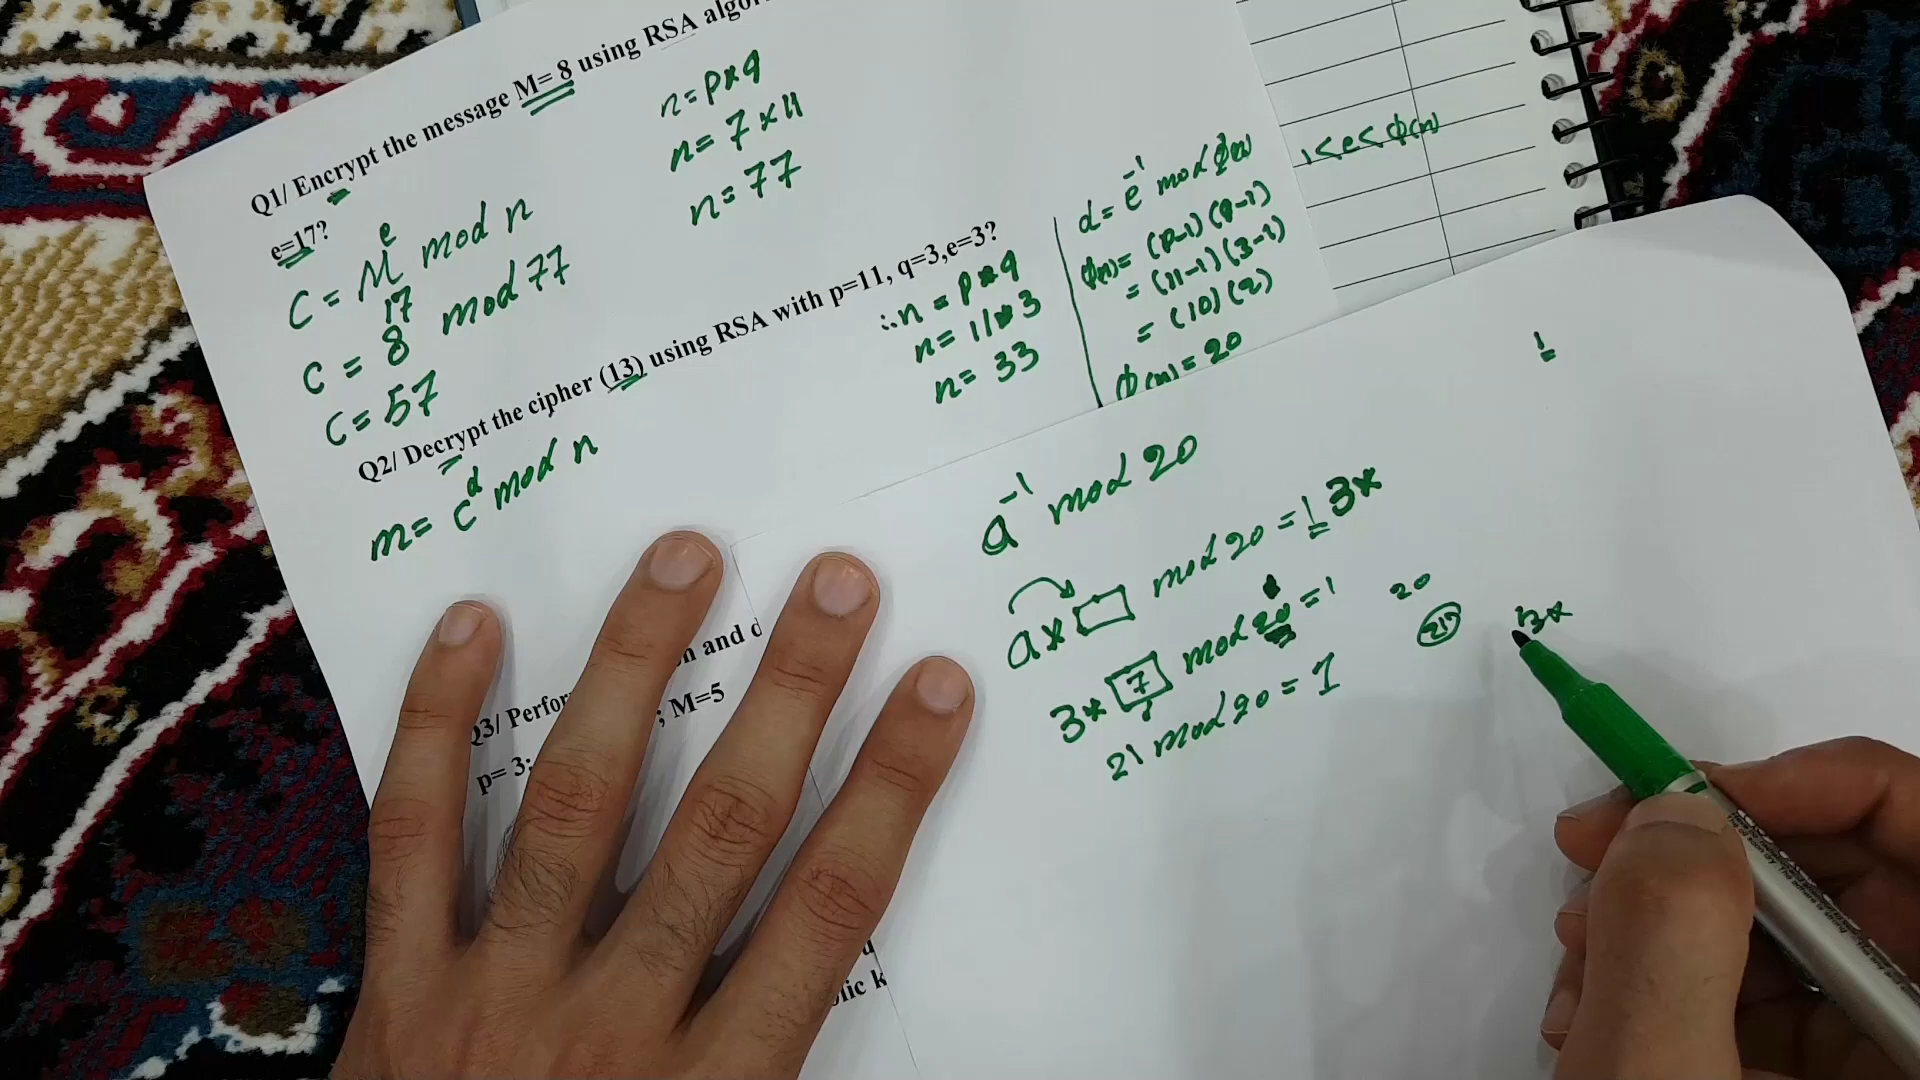 Q1/ Encrypt the message M= 8 using RSA
e=17?
C = M^e mod n
C = 8^17 mod 77
C = 57
n = p * q
n = 7 * 11
n = 77
Q2/ Decrypt the cipher (13) using RSA with p=11, q=3,e=3?
m = c^d mod n
∴ n = p * q
n = 11 * 3
n = 33
d = e^-1 mod φ(n)
φ(n) = (p-1)(q-1)
= (11-1)(3-1)
= (10)(2)
φ(n) = 20
1<e<φ(n)
1
a^-1 mod 20
a * □ mod 20 = 1 3*
3 * 7 mod 20 = 1
21 mod 20 = 1
20
21
3*
Q3/
and
; M=5
p= 3;